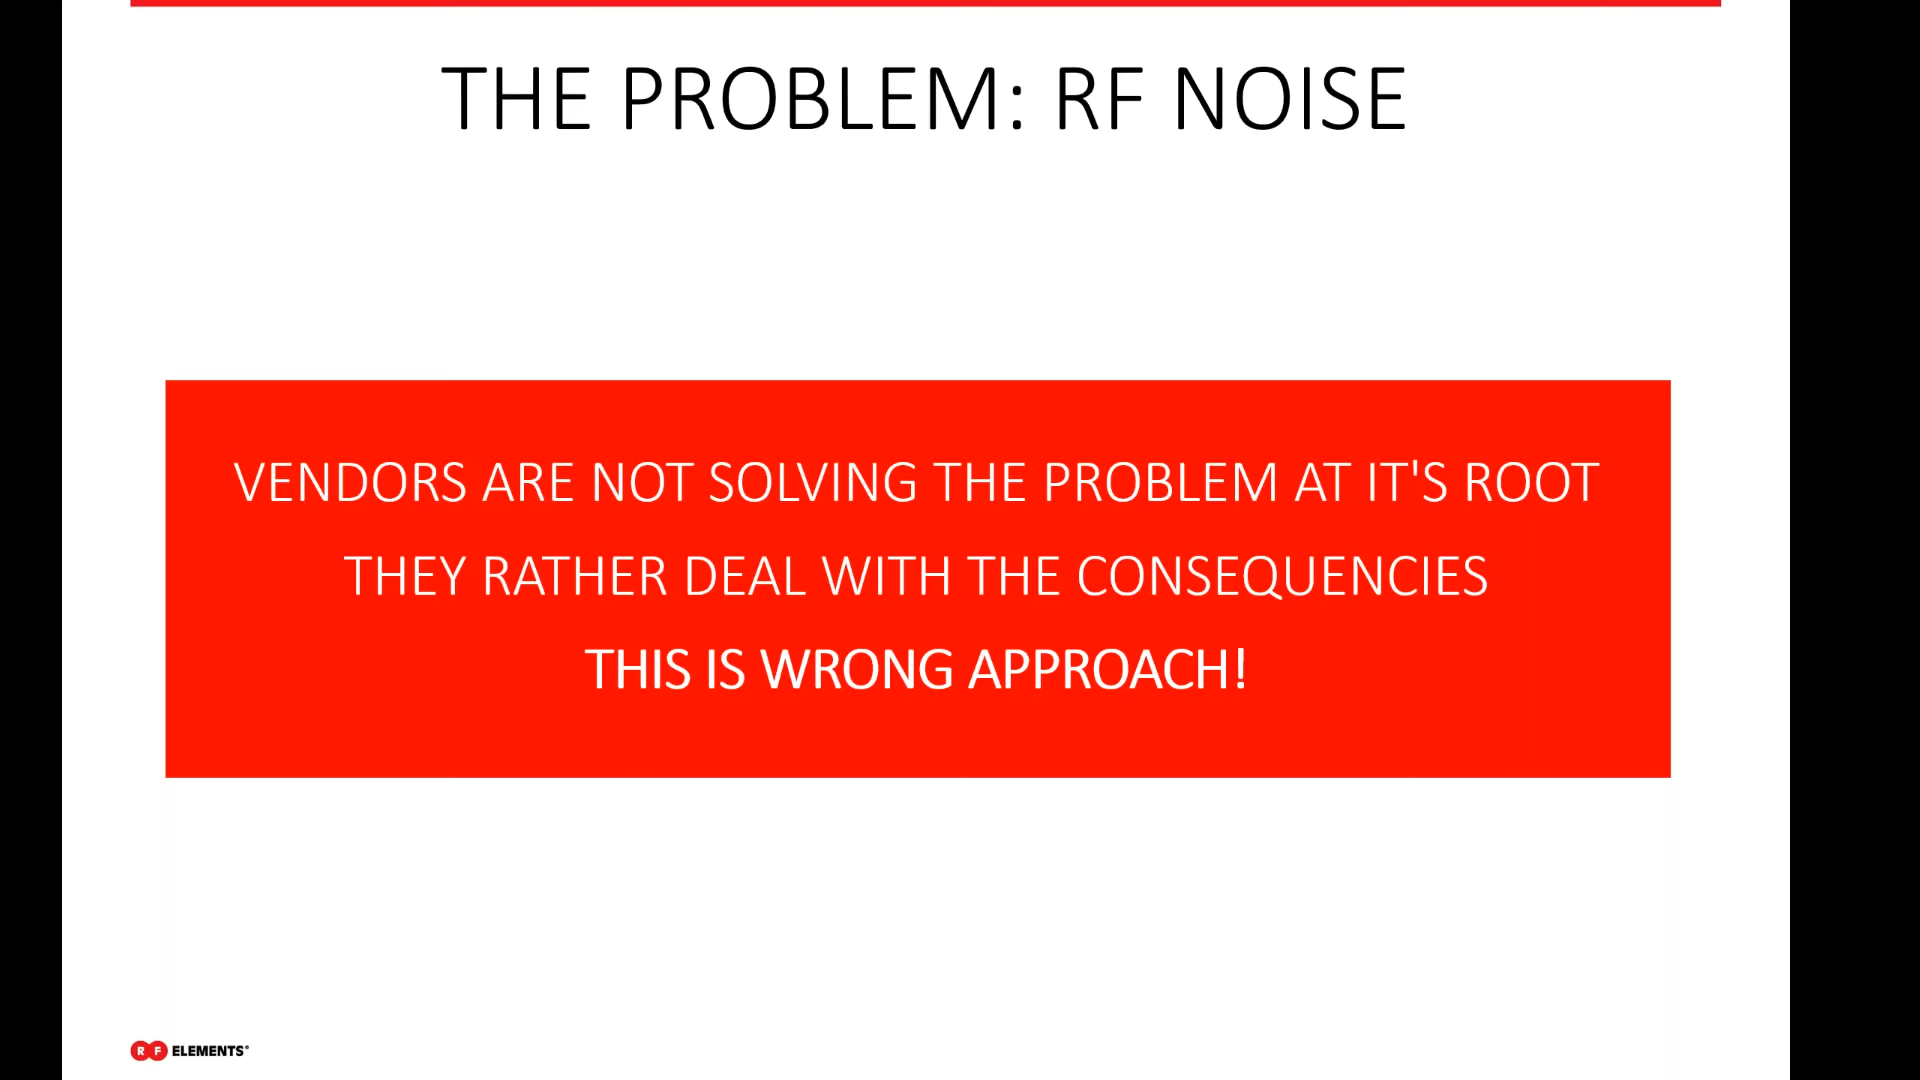 THE PROBLEM: RF NOISE
VENDORS ARE NOT SOLVING THE PROBLEM AT IT'S ROOT
THEY RATHER DEAL WITH THE CONSEQUENCIES
THIS IS WRONG APPROACH!
RF ELEMENTS®